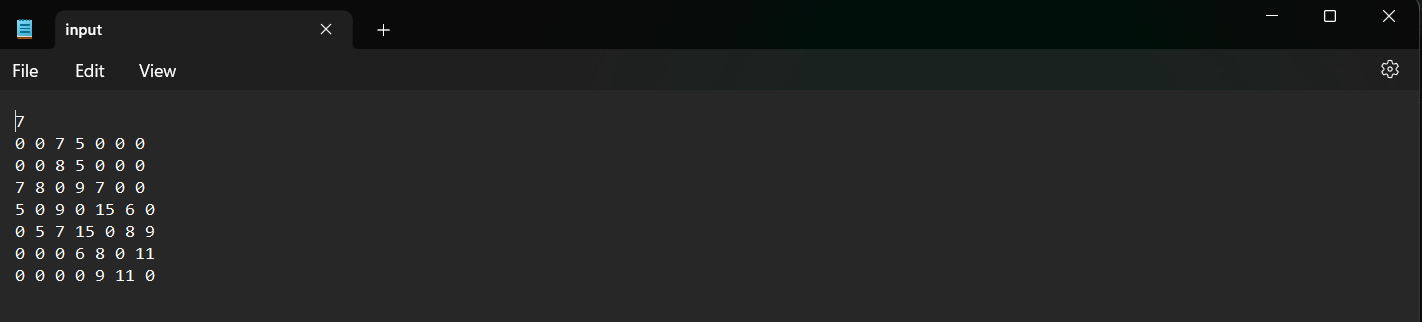 input
File Edit View
7
0 0 7 5 0 0 0
0 0 8 5 0 0 0
7 8 0 9 7 0 0
5 0 9 0 15 6 0
0 5 7 15 0 8 9
0 0 0 6 8 0 11
0 0 0 0 9 11 0